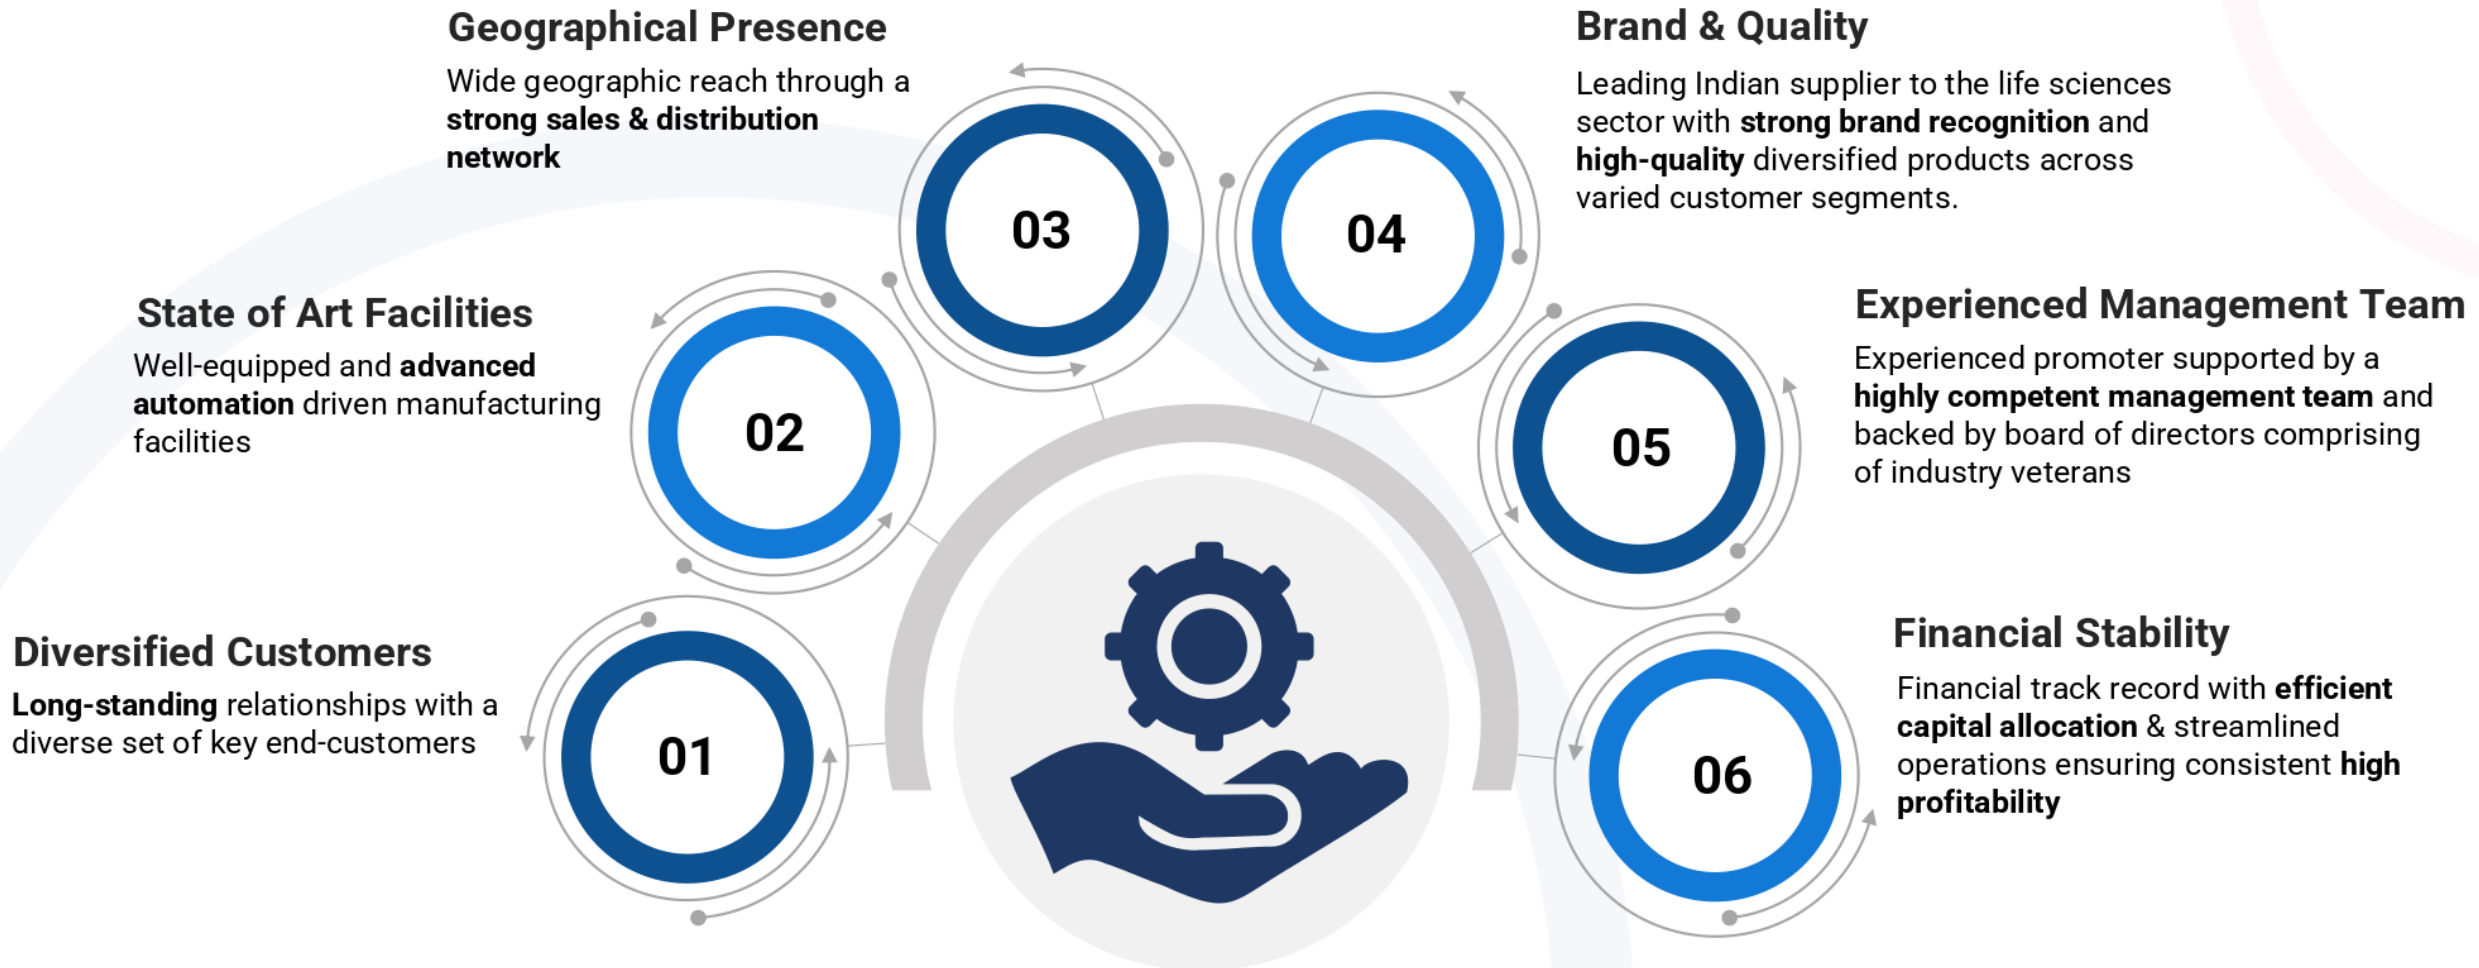 Diversified Customers
Long-standing relationships with a
diverse set of key end-customers
01
State of Art Facilities
Well-equipped and advanced
automation driven manufacturing
facilities
02
Geographical Presence
Wide geographic reach through a
strong sales & distribution
network
03
Brand & Quality
Leading Indian supplier to the life sciences
sector with strong brand recognition and
high-quality diversified products across
varied customer segments.
04
Experienced Management Team
Experienced promoter supported by a
highly competent management team and
backed by board of directors comprising
of industry veterans
05
Financial Stability
Financial track record with efficient
capital allocation & streamlined
operations ensuring consistent high
profitability
06